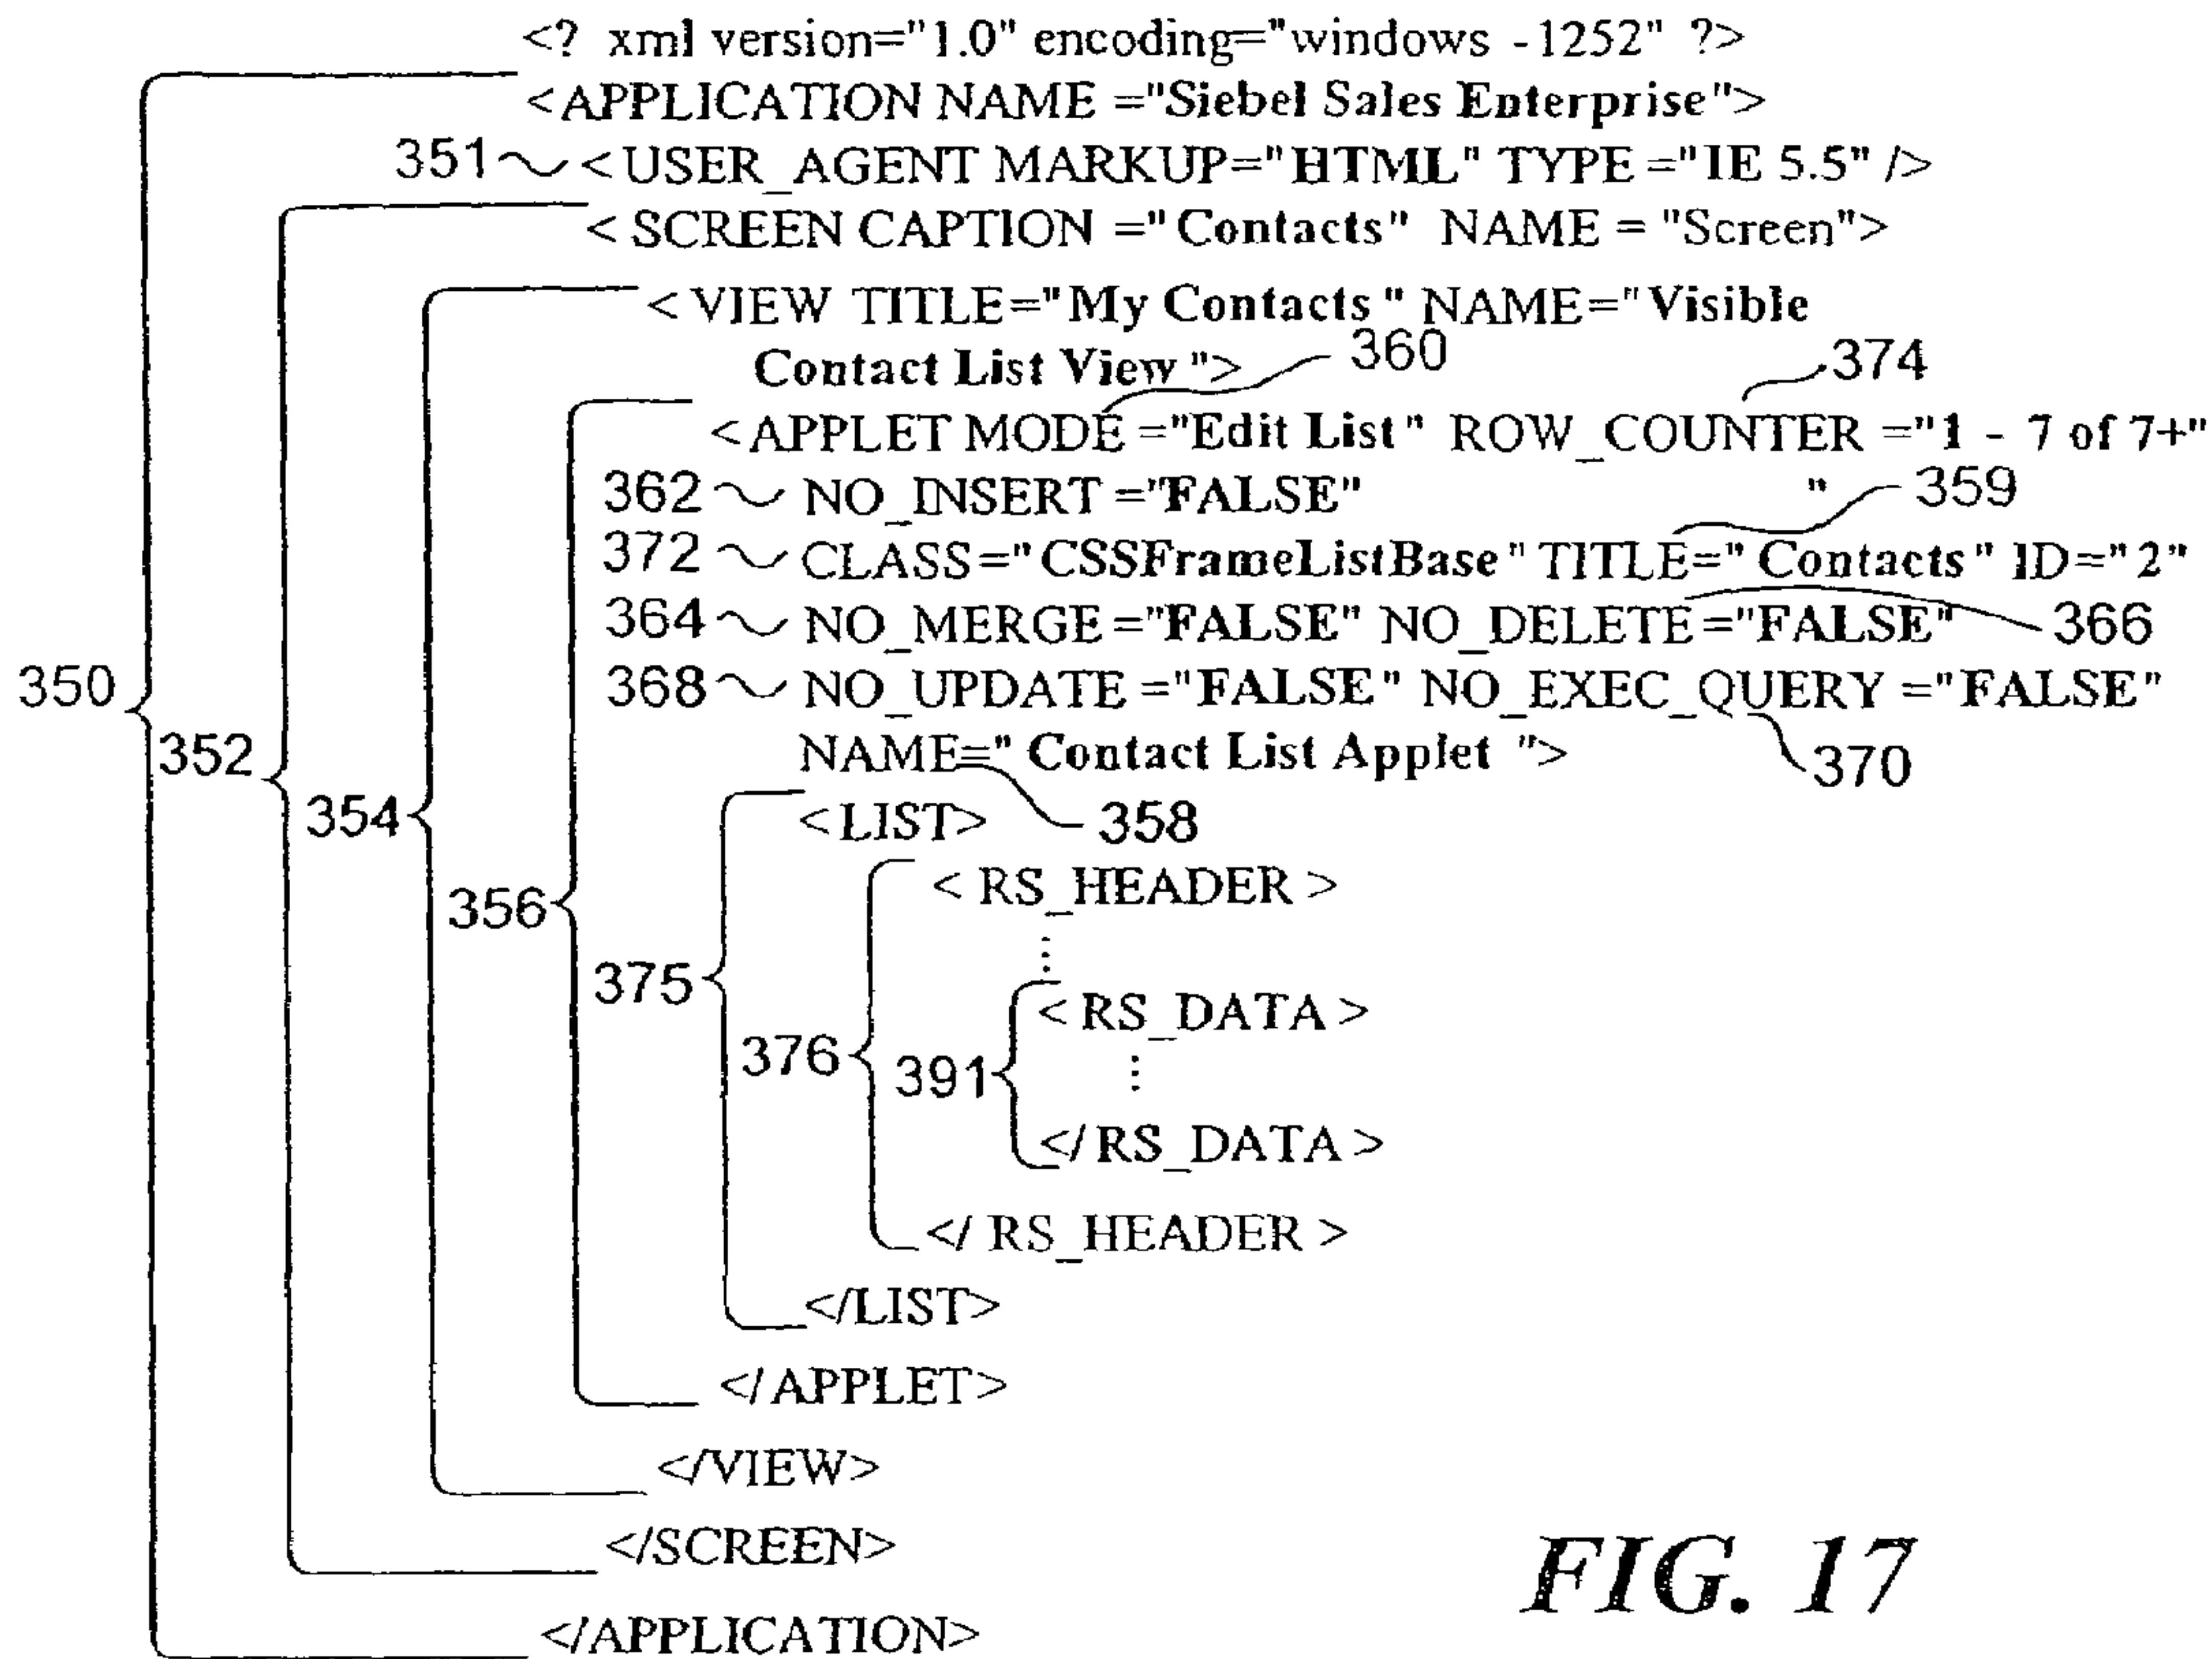 <? xml version="1.0" encoding="windows -1252" ?>
<APPLICATION NAME ="Siebel Sales Enterprise">
351 <USER_AGENT MARKUP="HTML" TYPE ="IE 5.5" />
<SCREEN CAPTION ="Contacts" NAME = "Screen">
<VIEW TITLE="My Contacts" NAME="Visible
Contact List View "> 360 374
<APPLET MODE ="Edit List" ROW_COUNTER ="1 - 7 of 7+"
362 NO_INSERT ="FALSE" " 359
372 CLASS="CSSFrameListBase" TITLE=" Contacts" ID="2"
364 NO_MERGE ="FALSE" NO_DELETE ="FALSE" 366
350 368 NO_UPDATE ="FALSE" NO_EXEC_QUERY ="FALSE"
352 NAME=" Contact List Applet "> 370
354 <LIST> 358
356 <RS_HEADER >
⋮
375 <RS_DATA >
376 391 ⋮
</ RS_DATA >
</ RS_HEADER >
</LIST>
</APPLET>
</VIEW>
</SCREEN>
</APPLICATION>
FIG. 17